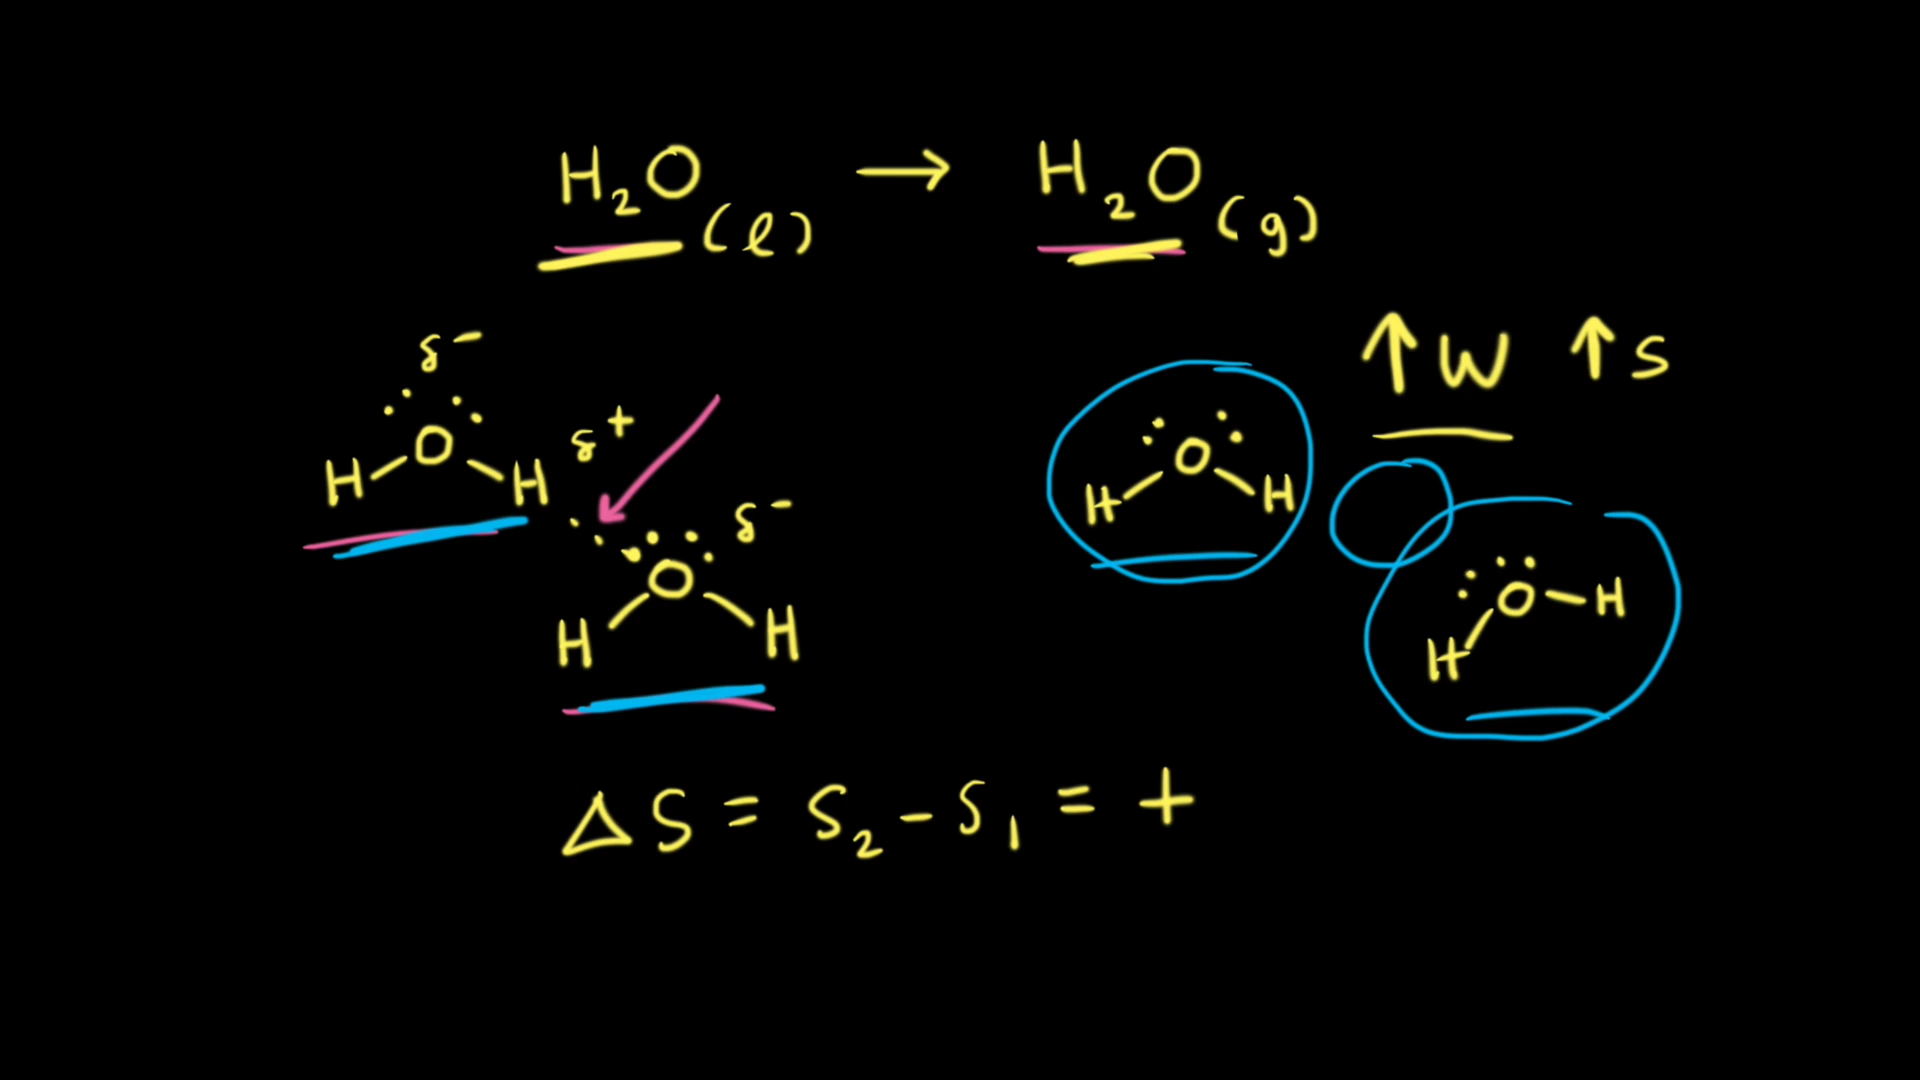 H₂O(l) → H₂O(g)
δ⁻
↑W ↑S
H O H δ⁺
H O H
δ⁻
H O H
O H
H
ΔS = S₂ - S₁ = +